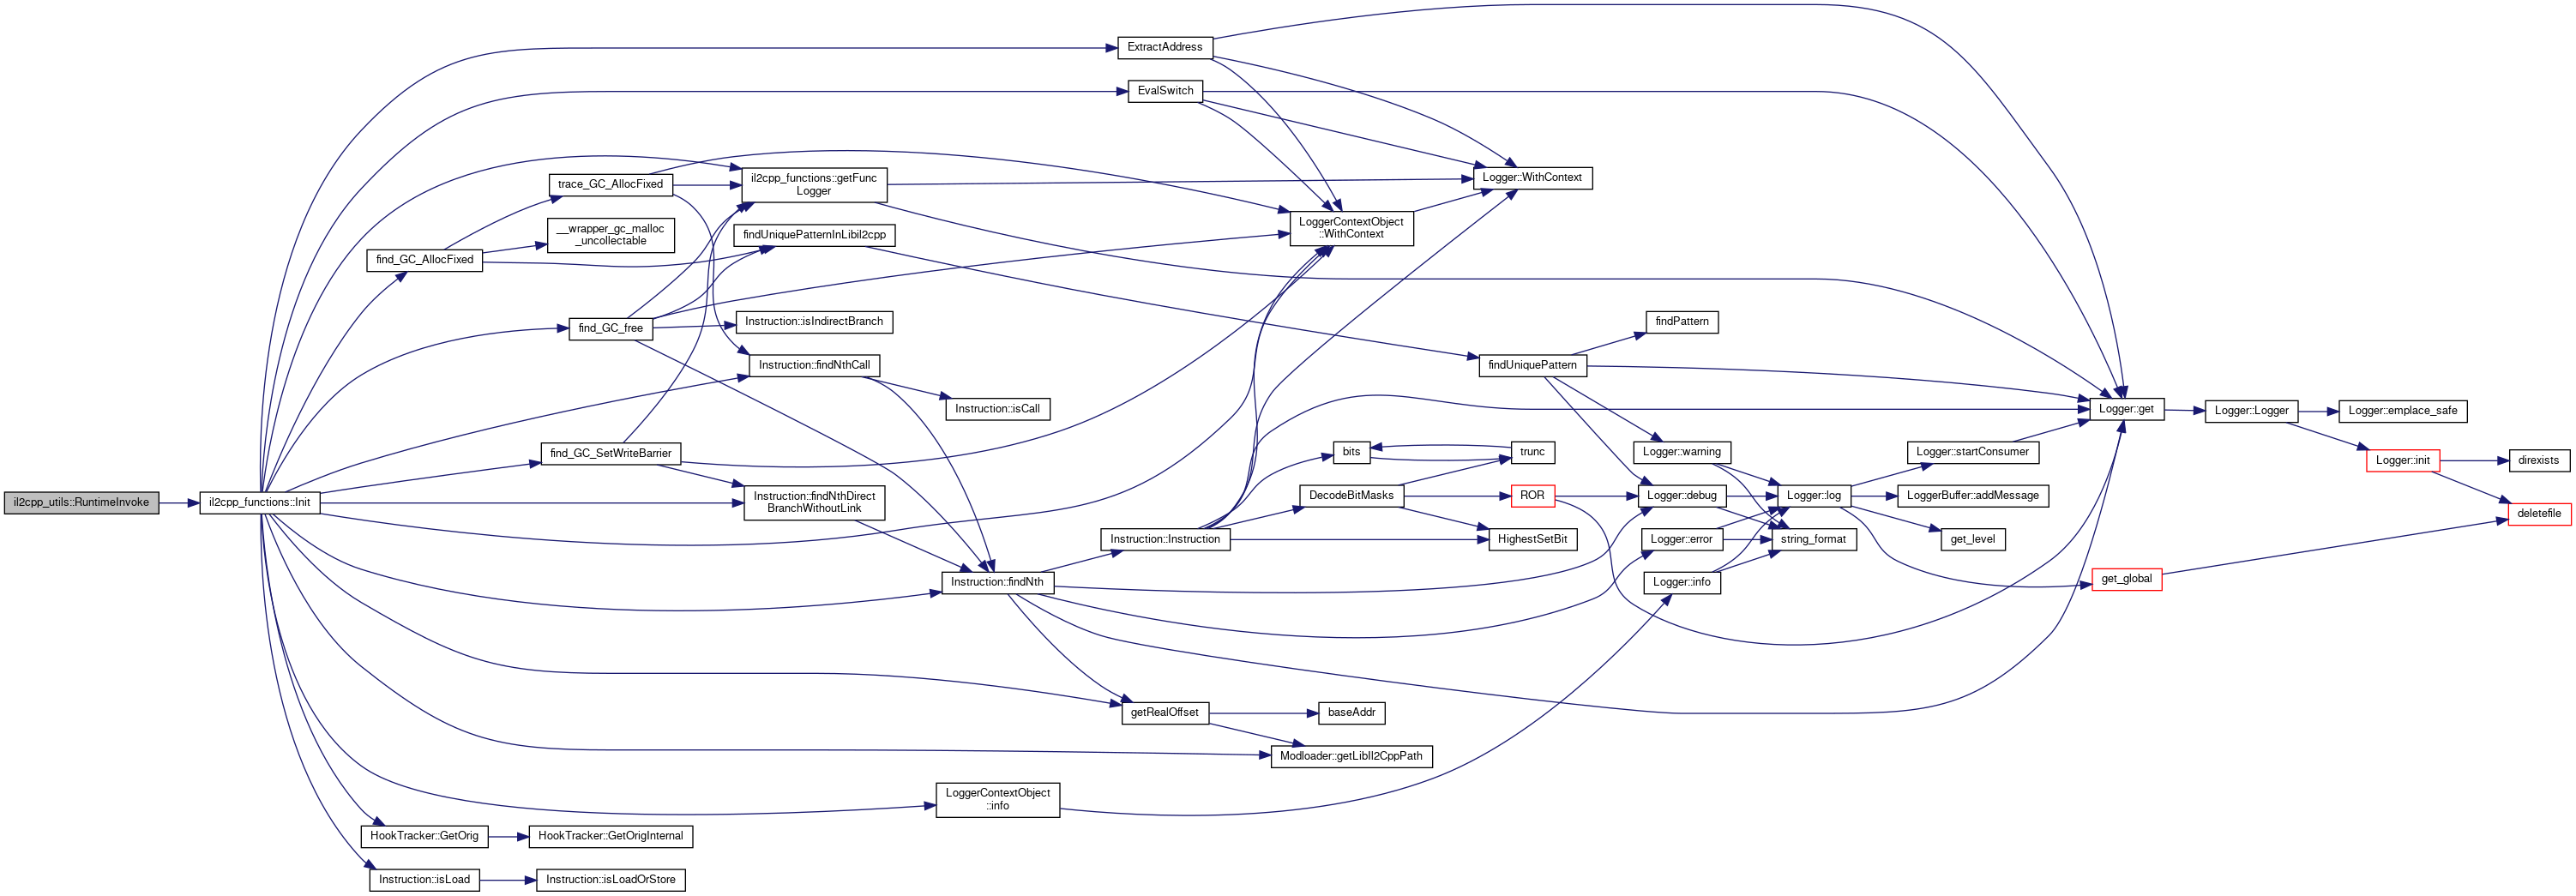 il2cpp_utils::RuntimeInvoke
il2cpp_functions::Init
ExtractAddress
EvalSwitch
trace_GC_AllocFixed
il2cpp_functions::getFunc
Logger
Logger::WithContext
__wrapper_gc_malloc
_uncollectable
findUniquePatternInLibil2cpp
LoggerContextObject
::WithContext
find_GC_AllocFixed
find_GC_free
Instruction::isIndirectBranch
findPattern
Instruction::findNthCall
findUniquePattern
Instruction::isCall
Logger::get
Logger::Logger
Logger::emplace_safe
find_GC_SetWriteBarrier
bits
trunc
Logger::warning
Logger::startConsumer
Logger::init
direxists
Instruction::findNthDirect
BranchWithoutLink
DecodeBitMasks
ROR
Logger::debug
Logger::log
LoggerBuffer::addMessage
deletefile
Instruction::Instruction
HighestSetBit
Logger::error
string_format
get_level
Instruction::findNth
Logger::info
get_global
getRealOffset
baseAddr
Modloader::getLibIl2CppPath
LoggerContextObject
::info
HookTracker::GetOrig
HookTracker::GetOrigInternal
Instruction::isLoad
Instruction::isLoadOrStore